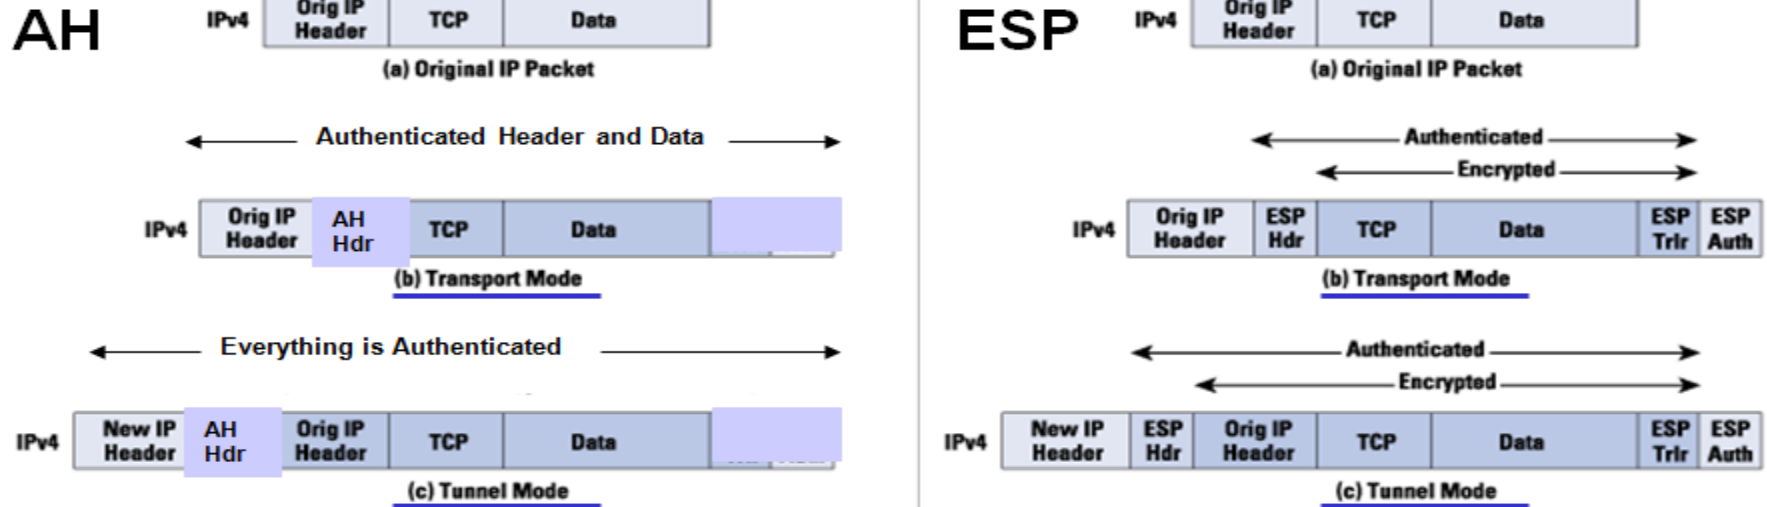 AH
IPv4
Orig IP
Header
TCP
Data
(a) Original IP Packet
Authenticated Header and Data
IPv4
Orig IP
Header
AH
Hdr
TCP
Data
(b) Transport Mode
Everything is Authenticated
IPv4
New IP
Header
AH
Hdr
Orig IP
Header
TCP
Data
(c) Tunnel Mode
ESP
IPv4
Orig IP
Header
TCP
Data
(a) Original IP Packet
Authenticated
Encrypted
IPv4
Orig IP
Header
ESP
Hdr
TCP
Data
ESP
Trlr
ESP
Auth
(b) Transport Mode
Authenticated
Encrypted
IPv4
New IP
Header
ESP
Hdr
Orig IP
Header
TCP
Data
ESP
Trlr
ESP
Auth
(c) Tunnel Mode